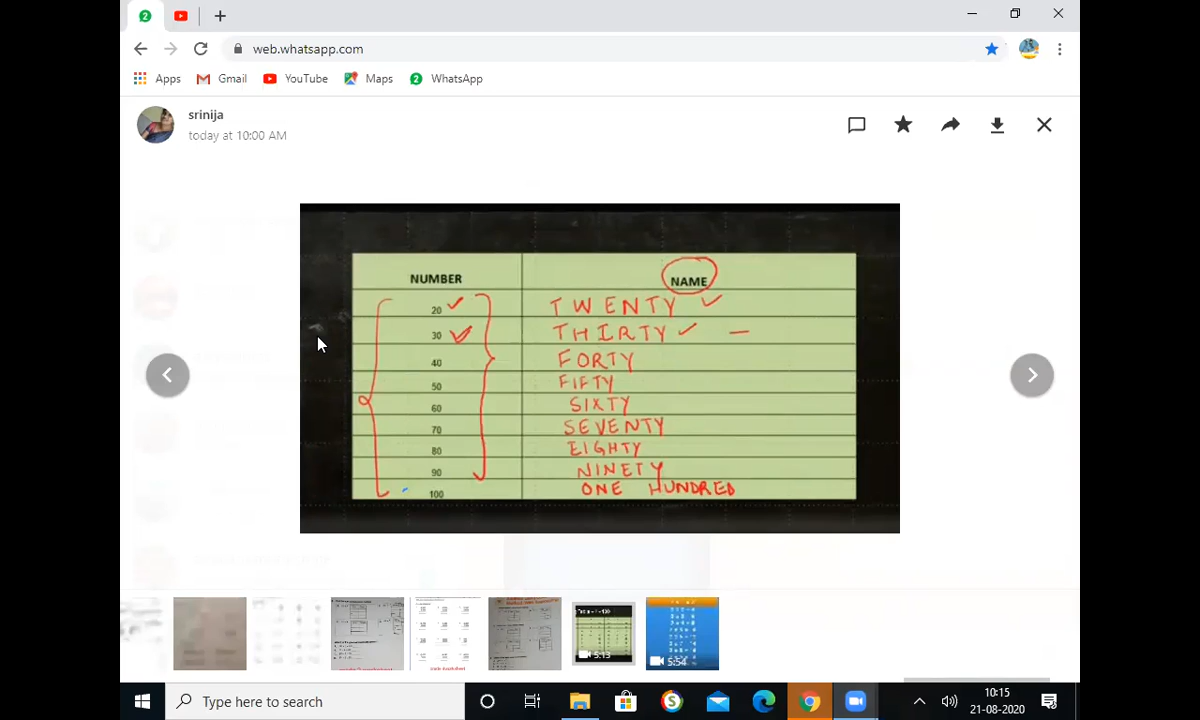 2
web.whatsapp.com
Apps Gmail YouTube Maps 2 WhatsApp
srinija
today at 10:00 AM
NUMBER NAME
20 TWENTY
30 THIRTY
40 FORTY
50 FIFTY
60 SIXTY
70 SEVENTY
80 EIGHTY
90 NINETY
100 ONE HUNDRED
5:13
5:54
Type here to search
10:15
21-08-2020